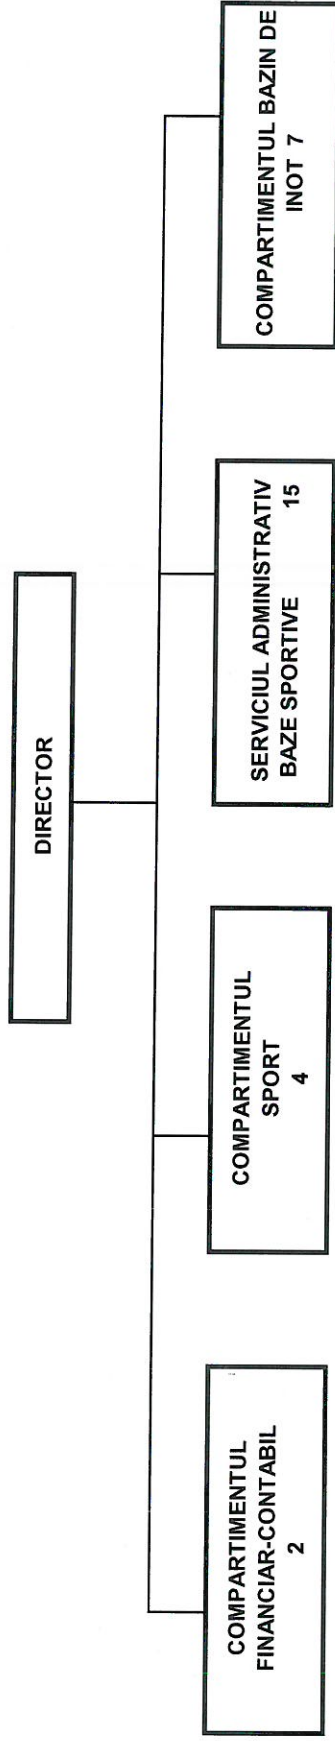 DIRECTOR
COMPARTIMENTUL
FINANCIAR-CONTABIL
2
COMPARTIMENTUL
SPORT
4
SERVICIUL ADMINISTRATIV
BAZE SPORTIVE 15
COMPARTIMENTUL BAZIN DE
INOT 7